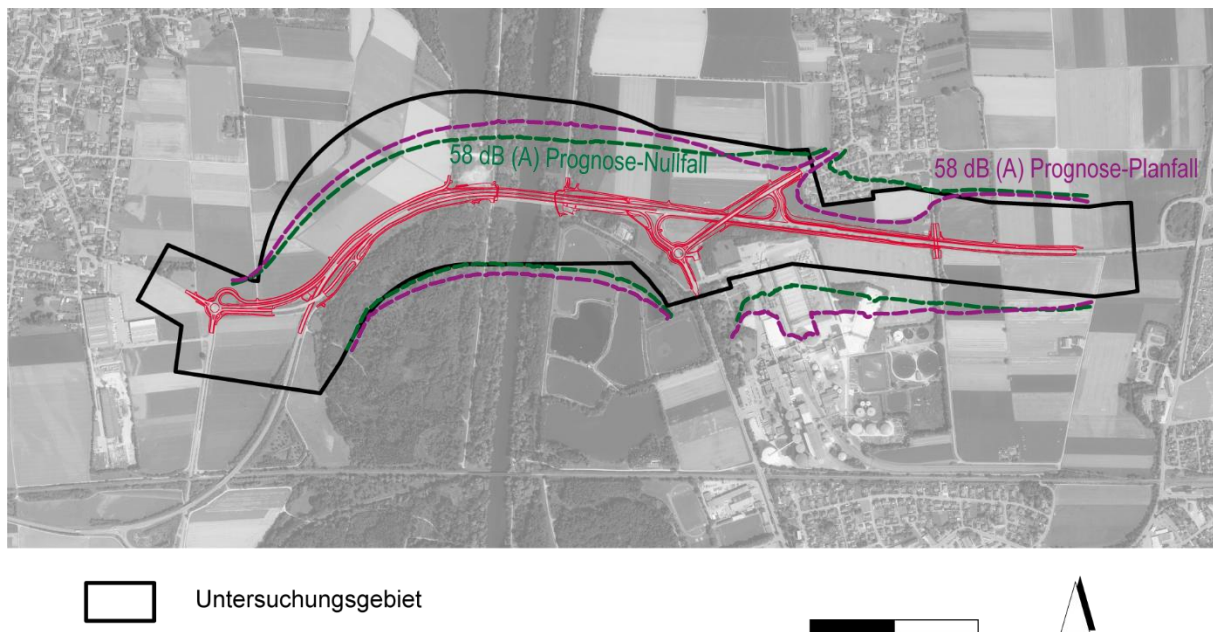 58 dB (A) Prognose-Nullfall
58 dB (A) Prognose-Planfall
Untersuchungsgebiet